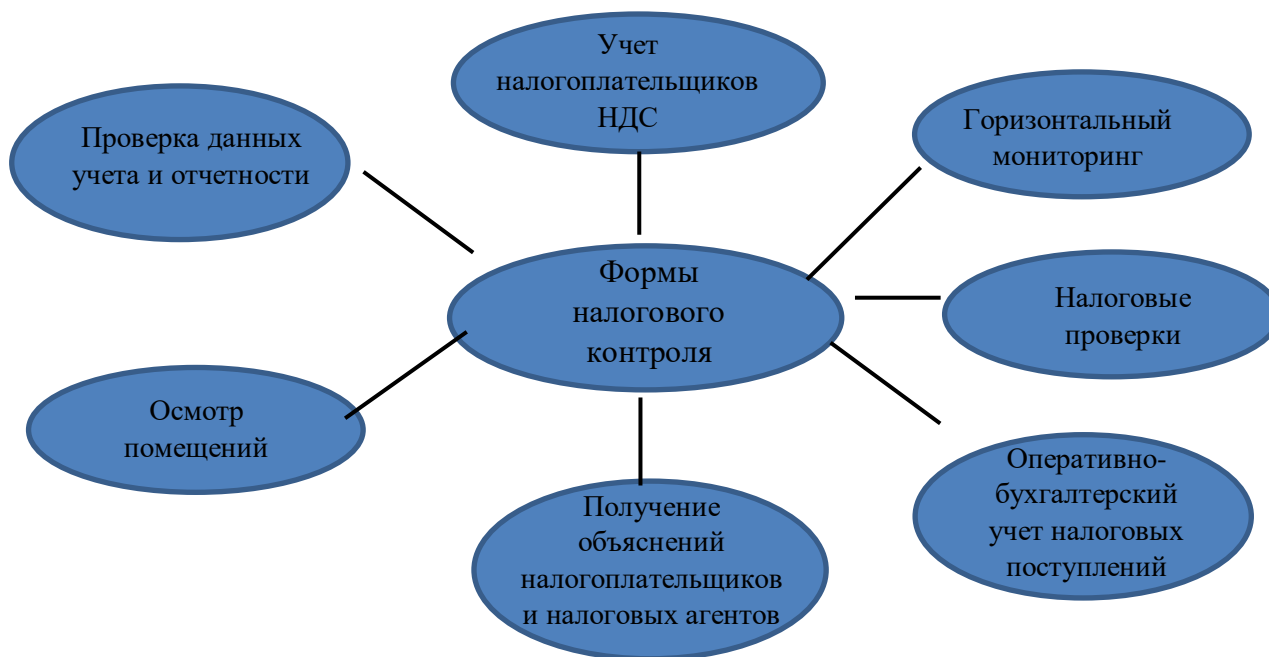 Учет
налогоплательщиков
НДС
Проверка данных
учета и отчетности
Горизонтальный
мониторинг
Формы
налогового
контроля
Налоговые
проверки
Осмотр
помещений
Получение
объяснений
налогоплательщиков
и налоговых агентов
Оперативно-
бухгалтерский
учет налоговых
поступлений